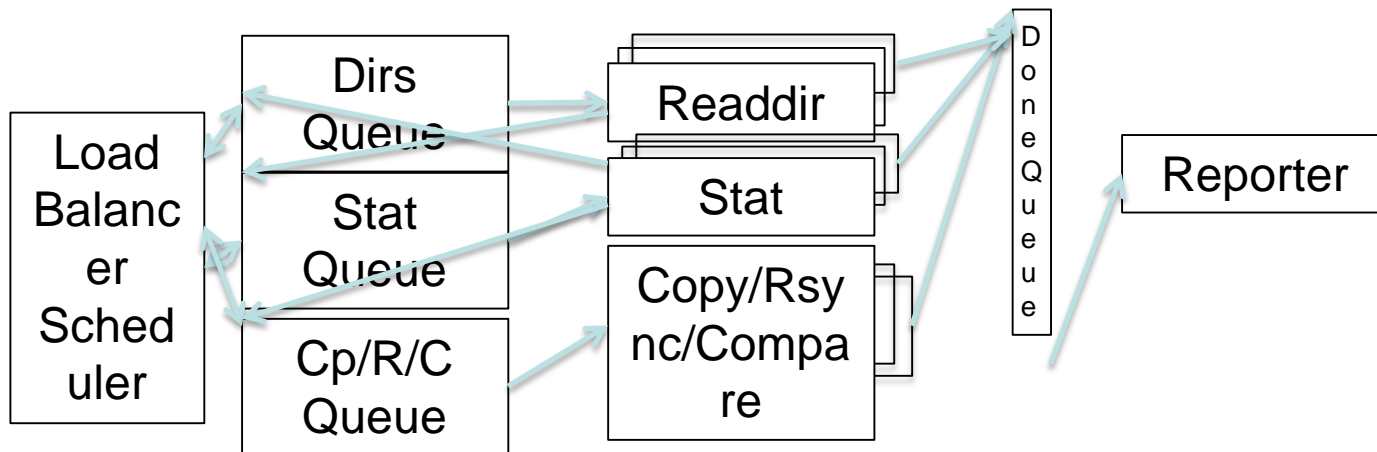 Load
Balanc
er
Sched
uler
Dirs
Queue
Stat
Queue
Cp/R/C
Queue
Readdir
Stat
Copy/Rsy
nc/Compa
re
D
o
n
e
Q
u
e
u
e
Reporter